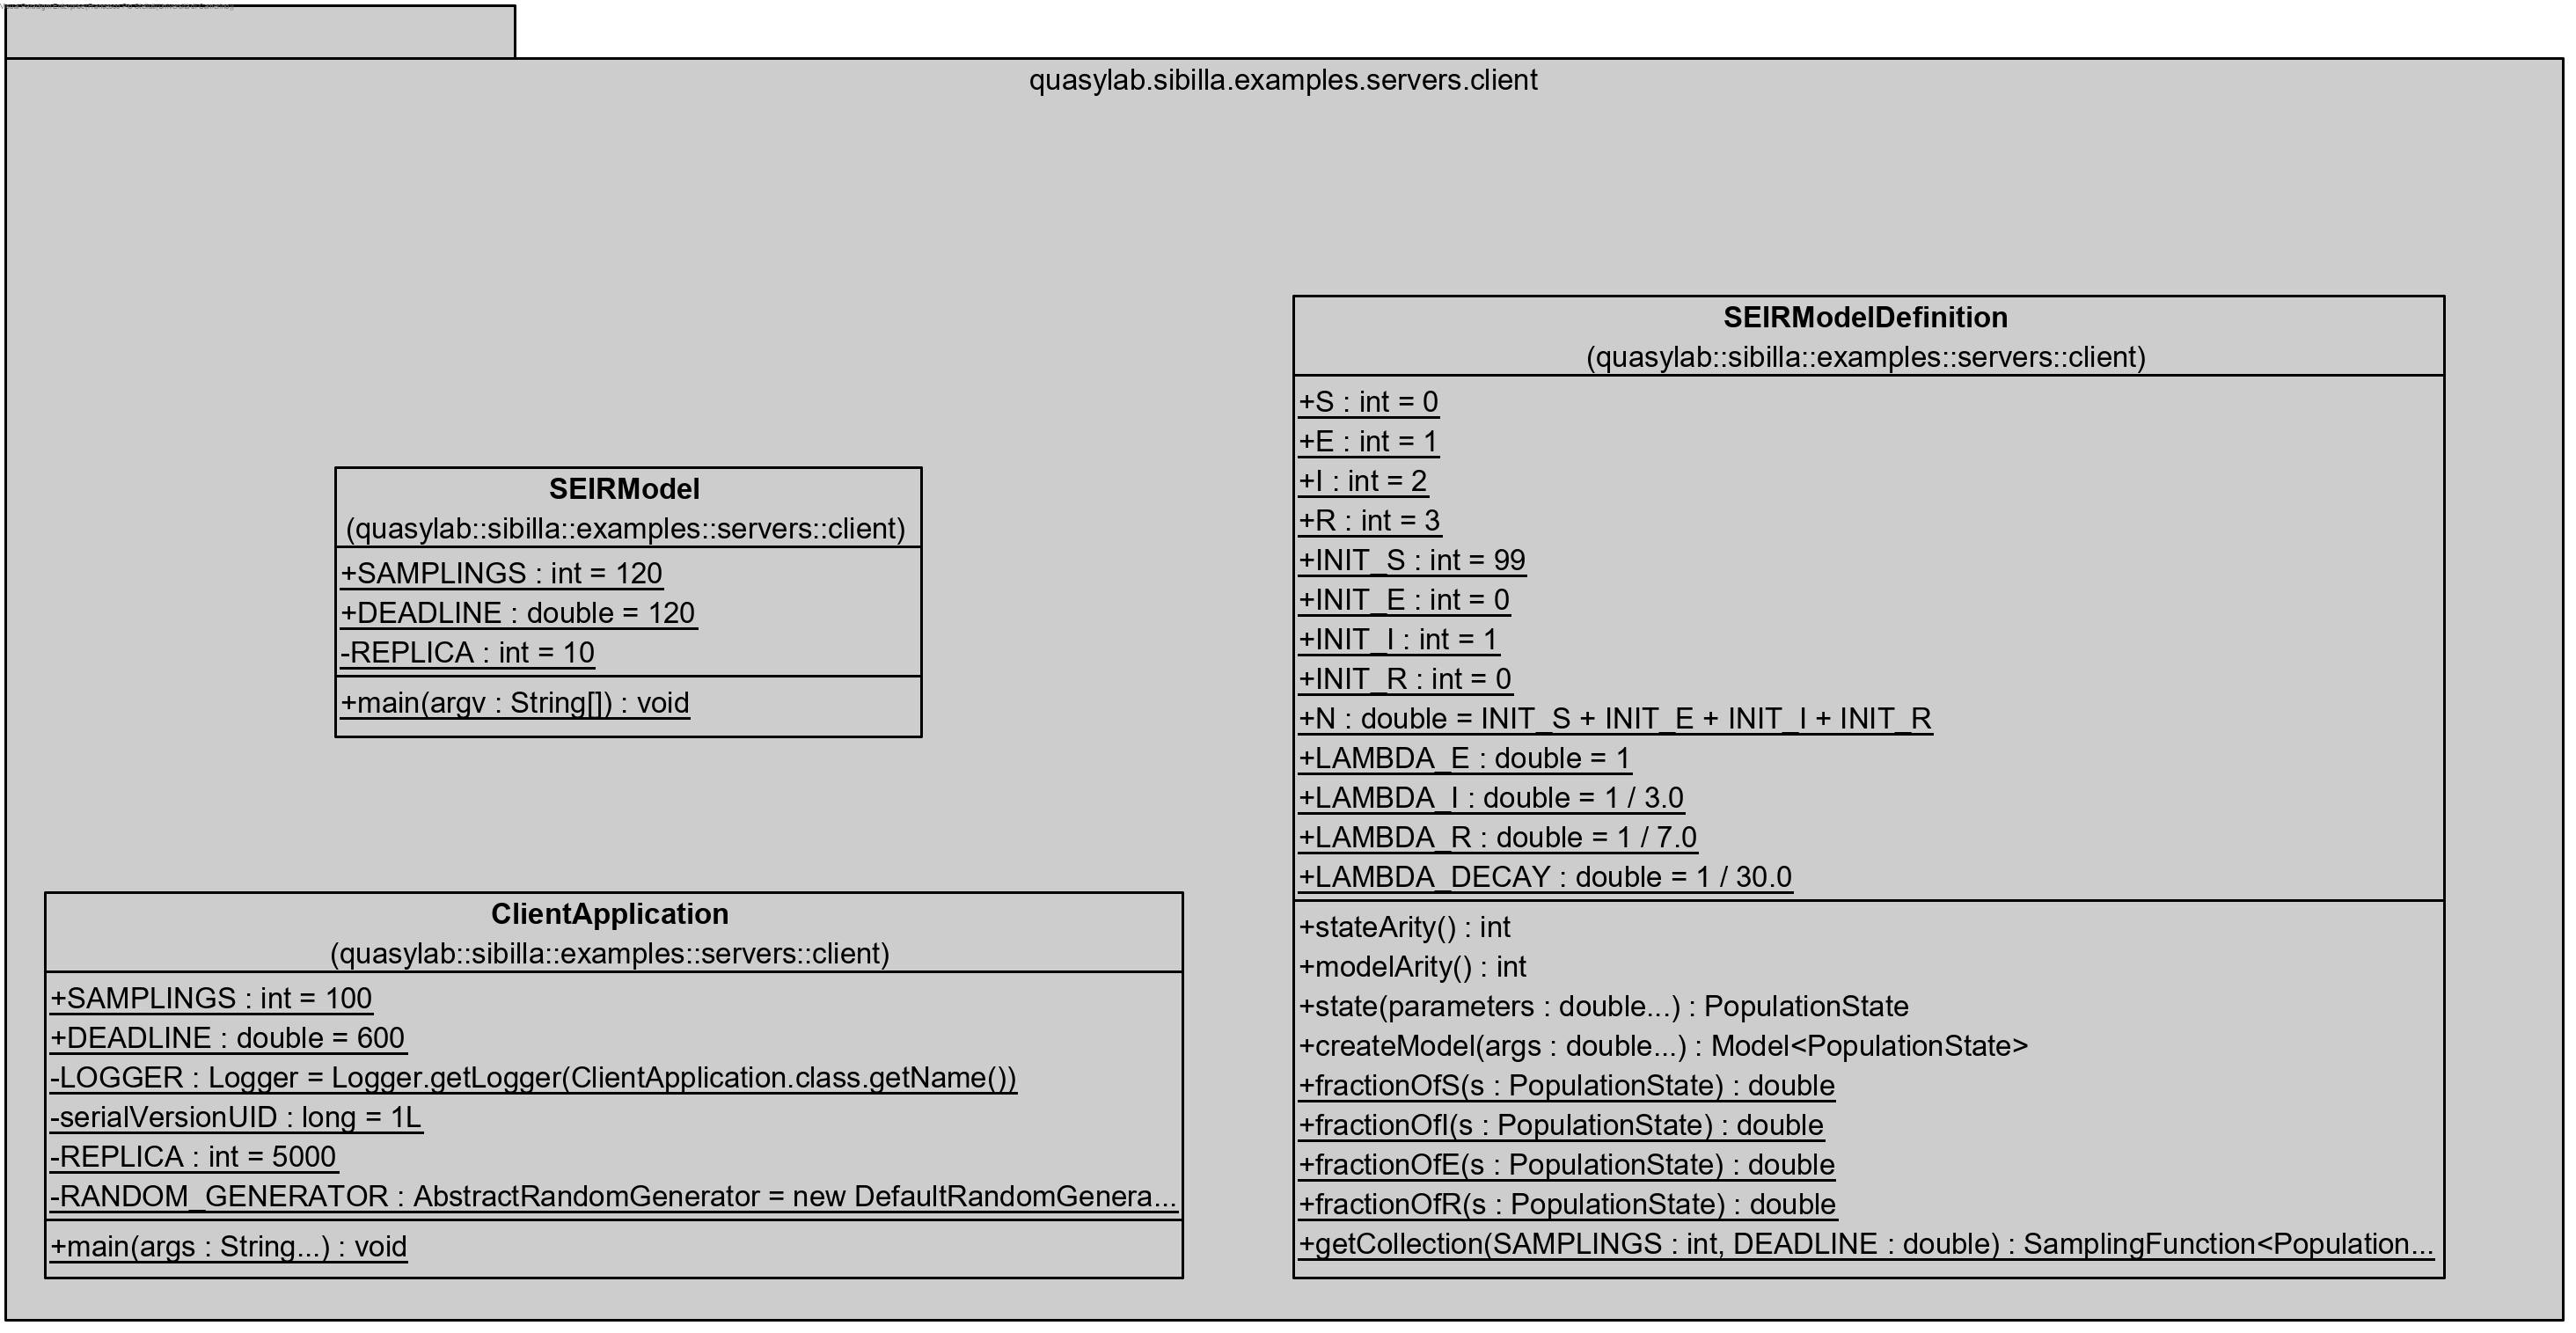 quasylab.sibilla.examples.servers.client
SEIRModel
(quasylab::sibilla::examples::servers::client)
+SAMPLINGS : int = 120
+DEADLINE : double = 120
-REPLICA : int = 10
+main(argv : String[]) : void
ClientApplication
(quasylab::sibilla::examples::servers::client)
+SAMPLINGS : int = 100
+DEADLINE : double = 600
-LOGGER : Logger = Logger.getLogger(ClientApplication.class.getName())
-serialVersionUID : long = 1L
-REPLICA : int = 5000
-RANDOM_GENERATOR : AbstractRandomGenerator = new DefaultRandomGenera...
+main(args : String...) : void
SEIRModelDefinition
(quasylab::sibilla::examples::servers::client)
+S : int = 0
+E : int = 1
+I : int = 2
+R : int = 3
+INIT_S : int = 99
+INIT_E : int = 0
+INIT_I : int = 1
+INIT_R : int = 0
+N : double = INIT_S + INIT_E + INIT_I + INIT_R
+LAMBDA_E : double = 1
+LAMBDA_I : double = 1 / 3.0
+LAMBDA_R : double = 1 / 7.0
+LAMBDA_DECAY : double = 1 / 30.0
+stateArity() : int
+modelArity() : int
+state(parameters : double...) : PopulationState
+createModel(args : double...) : Model<PopulationState>
+fractionOfS(s : PopulationState) : double
+fractionOfI(s : PopulationState) : double
+fractionOfE(s : PopulationState) : double
+fractionOfR(s : PopulationState) : double
+getCollection(SAMPLINGS : int, DEADLINE : double) : SamplingFunction<Population...